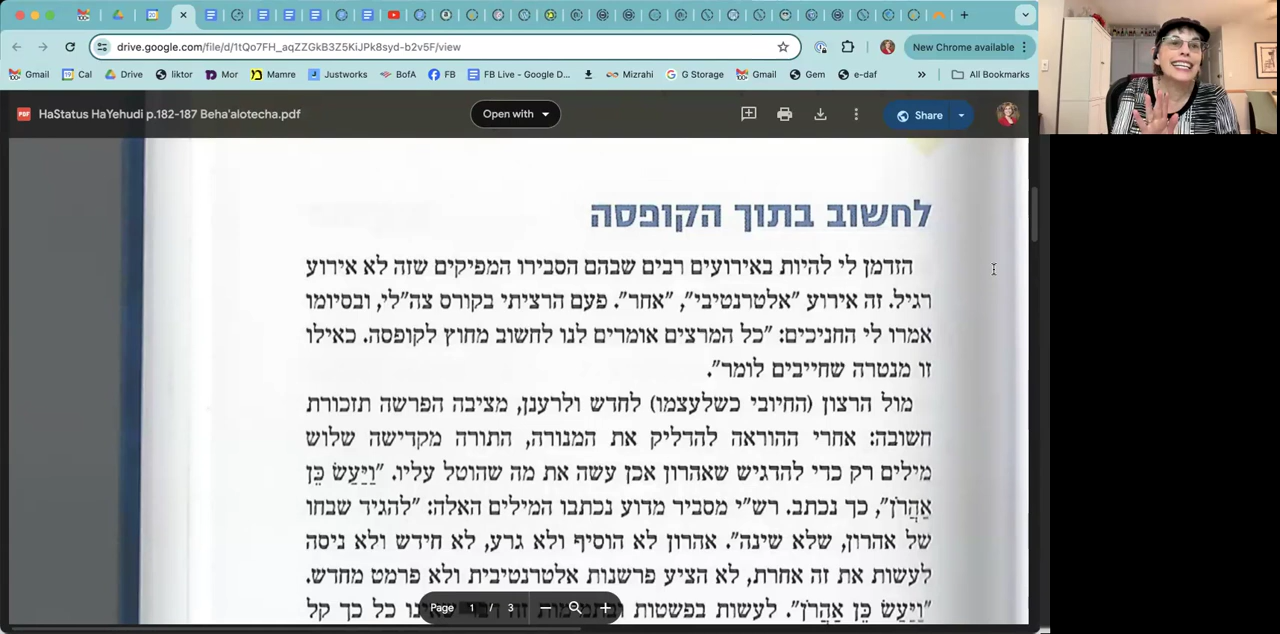 drive.google.com/file/d/1tQo7FH_aqZZGkB3Z5KiJPk8syd-b2v5F/view
New Chrome available
Gmail
Cal
Drive
liktor
Mor
Mamre
Justworks
BofA
FB
FB Live - Google D...
Mizrahi
G Storage
Gmail
Gem
e-daf
»
All Bookmarks
HaStatus HaYehudi p.182-187 Beha'alotecha.pdf
Open with
Share
לחשוב בתוך הקופסה
הזדמן לי להיות באירועים רבים שבהם הסבירו המפיקים שזה לא אירוע
רגיל. זה אירוע "אלטרנטיבי", "אחר". פעם הרציתי בקורס צה"לי, ובסיומו
אמרו לי החניכים: "כל המרצים אומרים לנו לחשוב מחוץ לקופסה. כאילו
זו מנטרה שחייבים לומר".
מול הרצון (החיובי כשלעצמו) לחדש ולרענן, מציבה הפרשה תזכורת
חשובה: אחרי ההוראה להדליק את המנורה, התורה מקדישה שלוש
מילים רק כדי להדגיש שאהרון אכן עשה את מה שהוטל עליו. "וַיַּעַשׂ כֵּן
אַהֲרֹן", כך נכתב. רש"י מסביר מדוע נכתבו המילים האלה: "להגיד שבחו
של אהרון, שלא שינה". אהרון לא הוסיף ולא גרע, לא חידש ולא ניסה
לעשות את זה אחרת, לא הציע פרשנות אלטרנטיבית ולא פרמט מחדש.
"וַיַּעַשׂ כֵּן אַהֲרֹן". לעשות בפשטות כל כך קל
Page 1 / 3